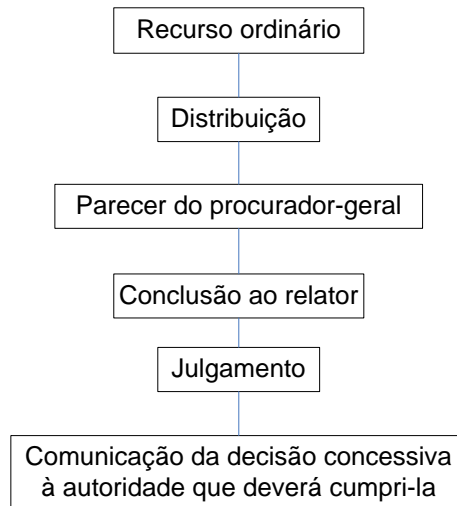 Recurso ordinário
Distribuição
Parecer do procurador-geral
Conclusão ao relator
Julgamento
Comunicação da decisão concessiva
à autoridade que deverá cumpri-la